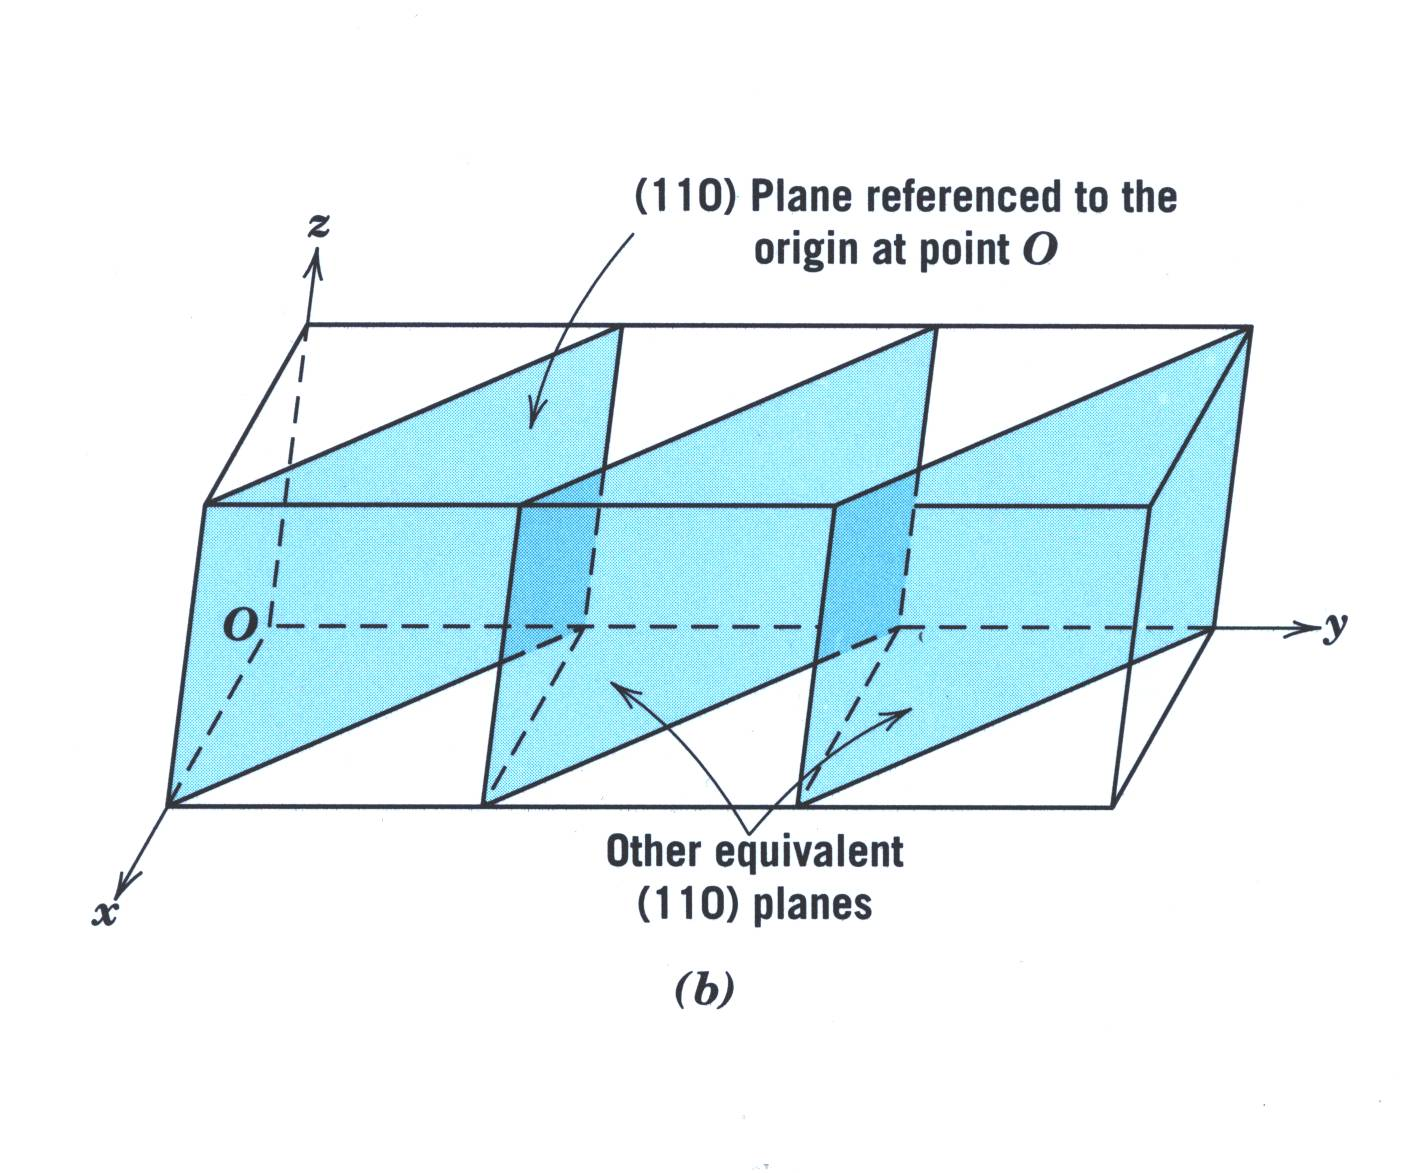 (110) Plane referenced to the
origin at point O
z
O
y
x
Other equivalent
(110) planes
(b)